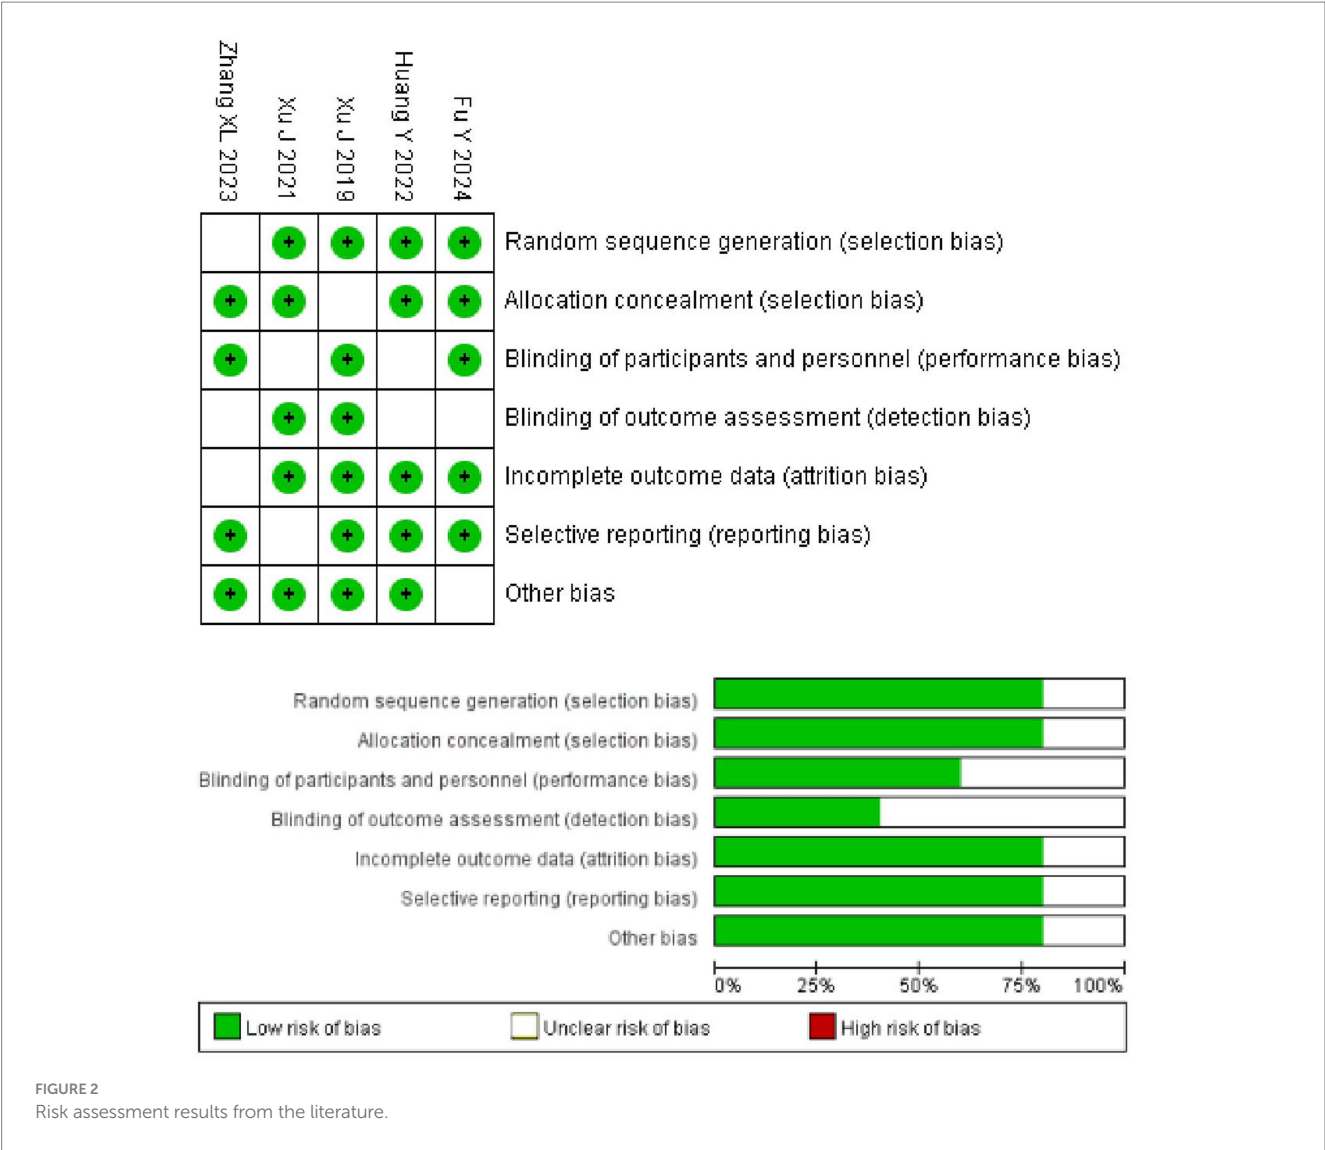 Zhang XL 2023
Xu J 2021
Xu J 2019
Huang Y 2022
Fu Y 2024
+ + + + Random sequence generation (selection bias)
+ + + + Allocation concealment (selection bias)
+ + + Blinding of participants and personnel (performance bias)
+ + Blinding of outcome assessment (detection bias)
+ + + + Incomplete outcome data (attrition bias)
+ + + + Selective reporting (reporting bias)
+ + + + Other bias
Random sequence generation (selection bias)
Allocation concealment (selection bias)
Blinding of participants and personnel (performance bias)
Blinding of outcome assessment (detection bias)
Incomplete outcome data (attrition bias)
Selective reporting (reporting bias)
Other bias
0% 25% 50% 75% 100%
Low risk of bias Unclear risk of bias High risk of bias
FIGURE 2
Risk assessment results from the literature.